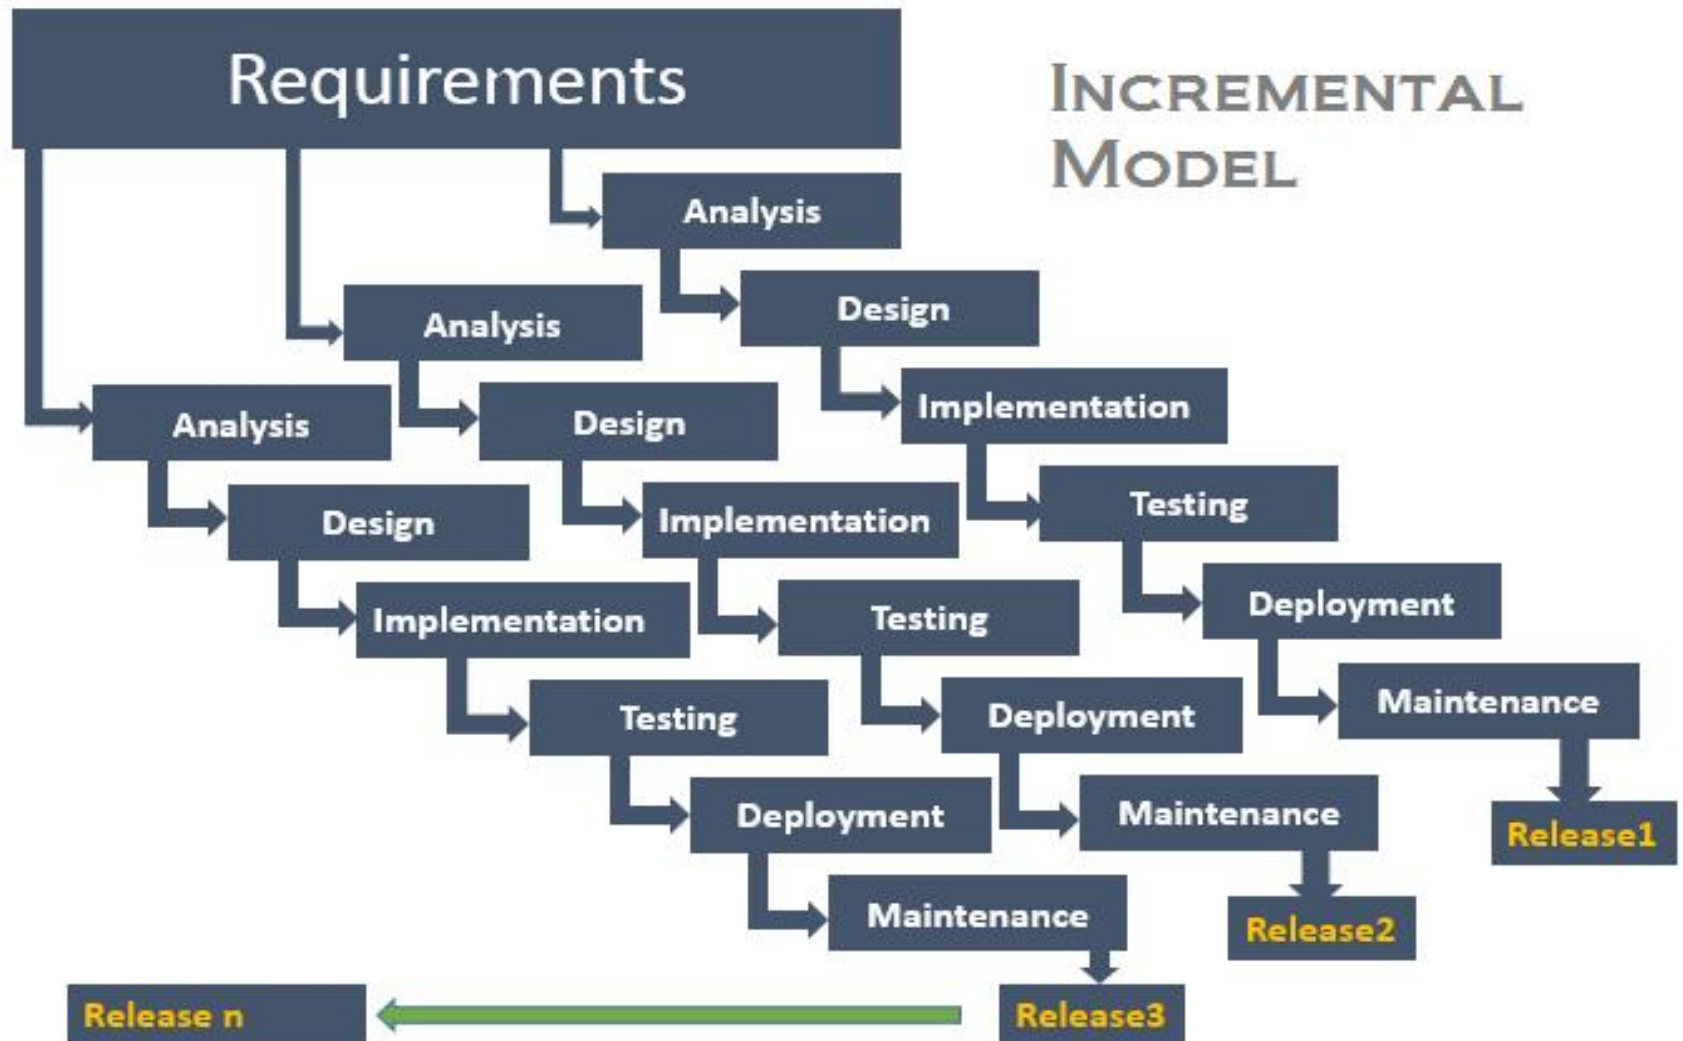 Requirements
INCREMENTAL
MODEL
Analysis
Design
Implementation
Testing
Deployment
Maintenance
Release1
Analysis
Design
Implementation
Testing
Deployment
Maintenance
Release2
Analysis
Design
Implementation
Testing
Deployment
Maintenance
Release3
Release n